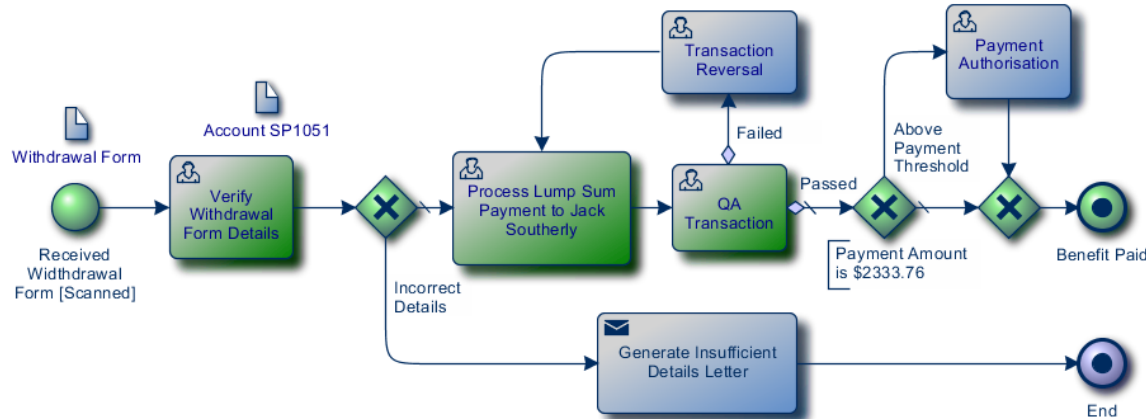 Transaction
Reversal
Payment
Authorisation
Account SP1051
Withdrawal Form
Failed
Above
Payment
Threshold
Verify
Withdrawal
Form Details
Process Lump Sum
Payment to Jack
Southerly
QA
Transaction
Passed
Received
Widthdrawal
Form [Scanned]
Payment Amount
is $2333.76
Benefit Paid
Incorrect
Details
Generate Insufficient
Details Letter
End